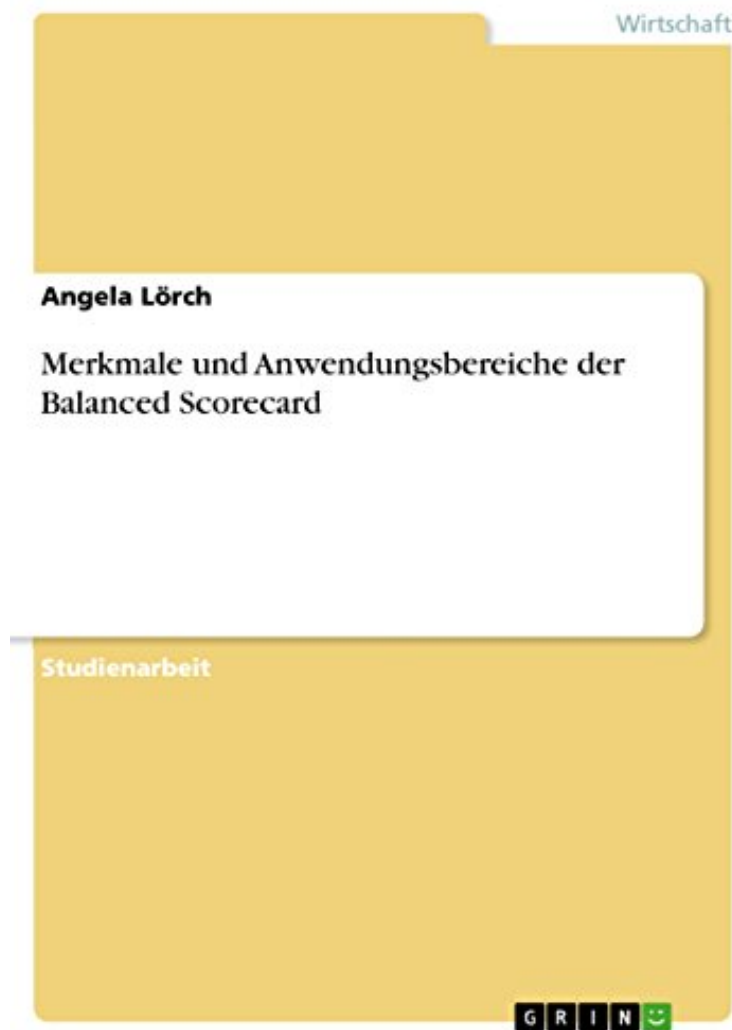 Wirtschaft
Angela Lörch
Merkmale und Anwendungsbereiche der
Balanced Scorecard
Studienarbeit
GRIN